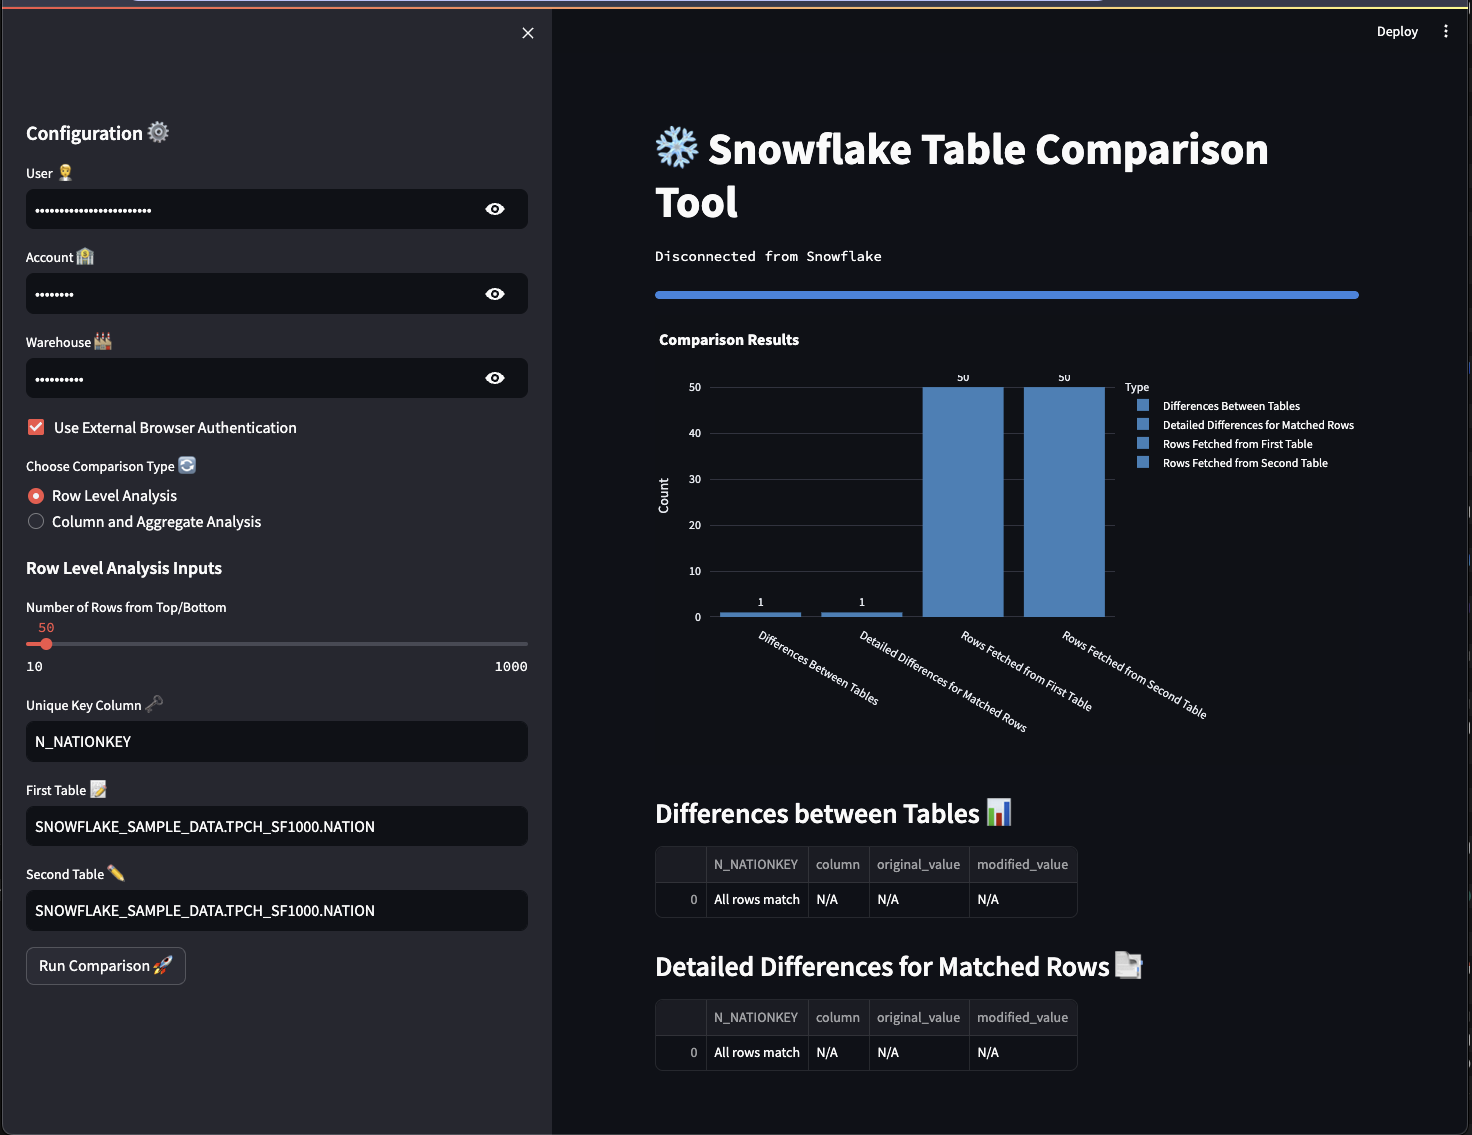 Deploy
Configuration
User
••••••••••••••••••••••••
Account
••••••••
Warehouse
••••••••••
Use External Browser Authentication
Choose Comparison Type
Row Level Analysis
Column and Aggregate Analysis
Row Level Analysis Inputs
Number of Rows from Top/Bottom
50
10 1000
Unique Key Column
N_NATIONKEY
First Table
SNOWFLAKE_SAMPLE_DATA.TPCH_SF1000.NATION
Second Table
SNOWFLAKE_SAMPLE_DATA.TPCH_SF1000.NATION
Run Comparison
Snowflake Table Comparison
Tool
Disconnected from Snowflake
Comparison Results
Count
50
40
30
20
10
0
1
1
50
50
Differences Between Tables
Detailed Differences for Matched Rows
Rows Fetched from First Table
Rows Fetched from Second Table
Type
Differences Between Tables
Detailed Differences for Matched Rows
Rows Fetched from First Table
Rows Fetched from Second Table
Differences between Tables
N_NATIONKEY column original_value modified_value
0 All rows match N/A N/A N/A
Detailed Differences for Matched Rows
N_NATIONKEY column original_value modified_value
0 All rows match N/A N/A N/A